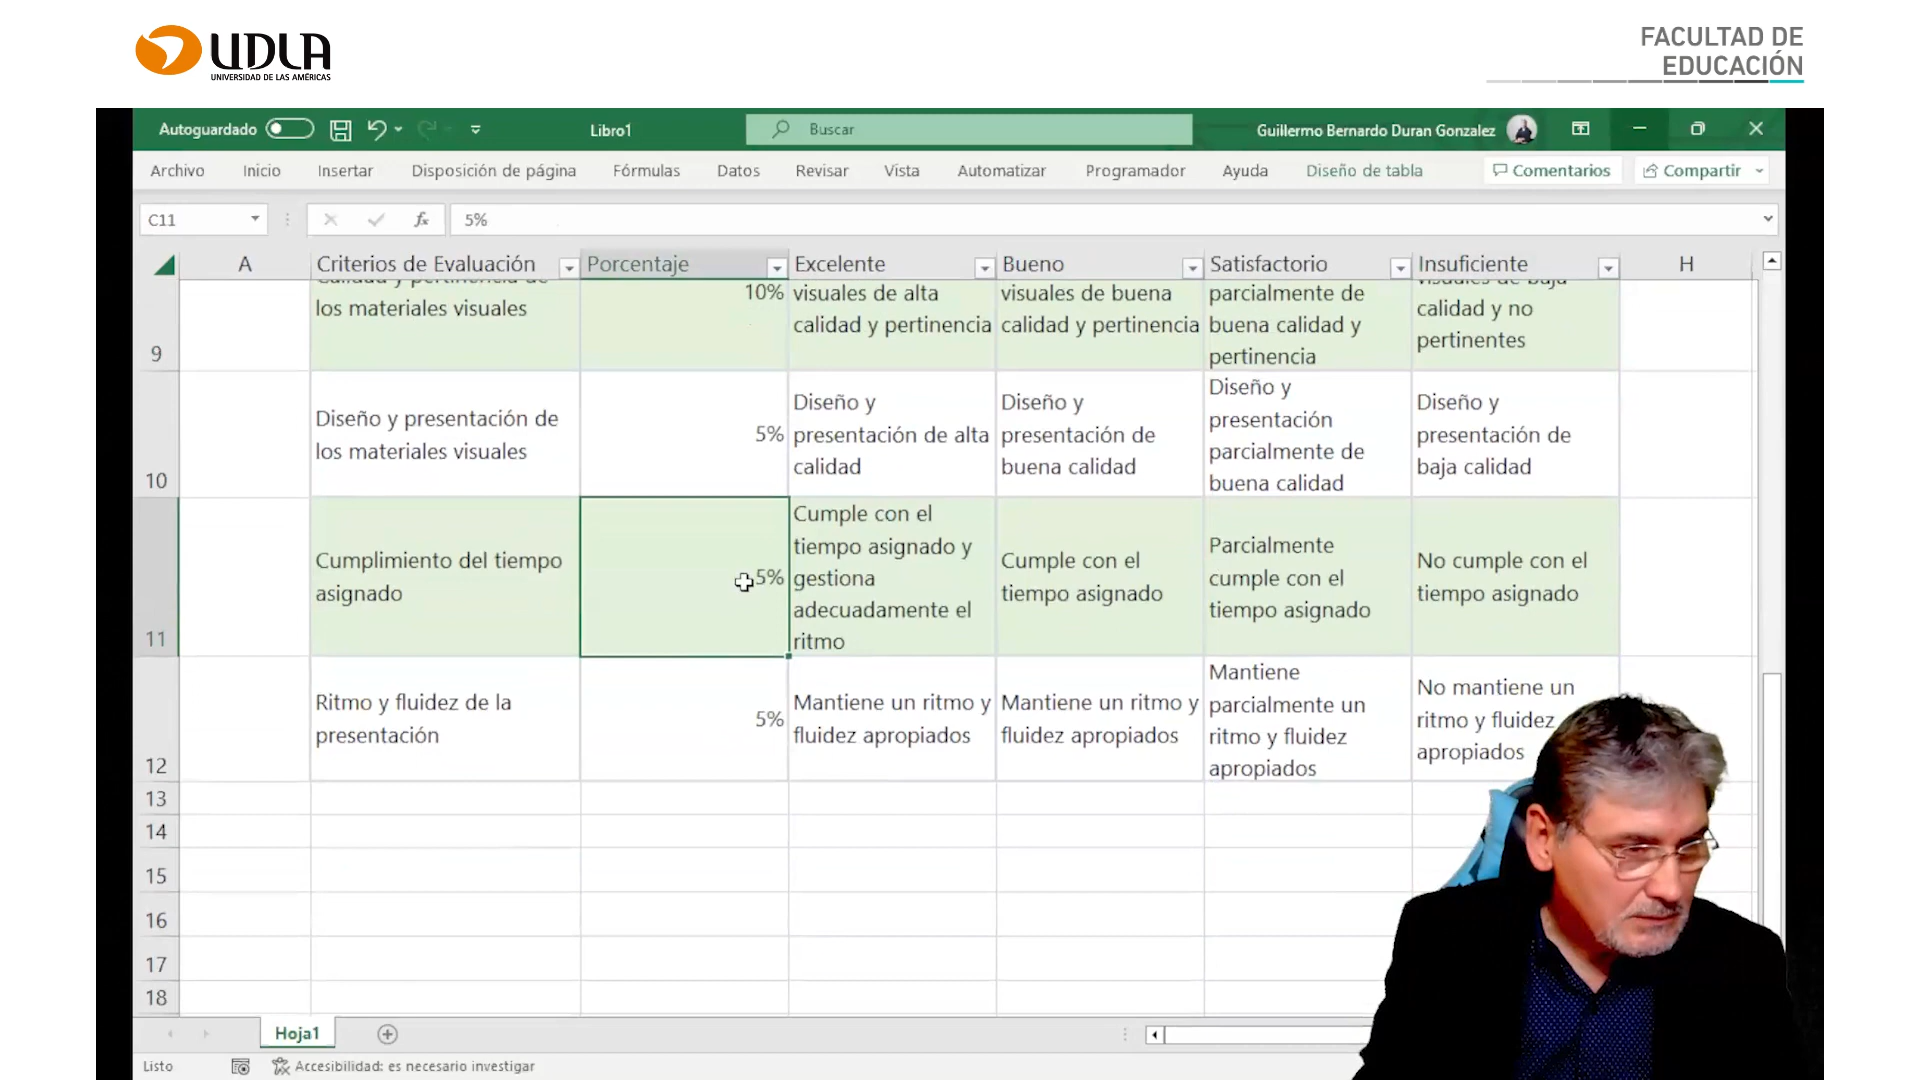 UDLA
UNIVERSIDAD DE LAS AMÉRICAS
FACULTAD DE
EDUCACIÓN
Autoguardado
Libro1
Buscar
Guillermo Bernardo Duran Gonzalez
Archivo Inicio Insertar Disposición de página Fórmulas Datos Revisar Vista Automatizar Programador Ayuda Diseño de tabla Comentarios Compartir
C11
fx
5%
A Criterios de Evaluación Porcentaje Excelente Bueno Satisfactorio Insuficiente H
9
Calidad y pertinencia de
los materiales visuales
10%
visuales de alta
calidad y pertinencia
visuales de buena
calidad y pertinencia
parcialmente de
buena calidad y
pertinencia
visuales de baja
calidad y no
pertinentes
10
Diseño y presentación de
los materiales visuales
5%
Diseño y
presentación de alta
calidad
Diseño y
presentación de
buena calidad
Diseño y
presentación
parcialmente de
buena calidad
Diseño y
presentación de
baja calidad
11
Cumplimiento del tiempo
asignado
5%
Cumple con el
tiempo asignado y
gestiona
adecuadamente el
ritmo
Cumple con el
tiempo asignado
Parcialmente
cumple con el
tiempo asignado
No cumple con el
tiempo asignado
12
Ritmo y fluidez de la
presentación
5%
Mantiene un ritmo y
fluidez apropiados
Mantiene un ritmo y
fluidez apropiados
Mantiene
parcialmente un
ritmo y fluidez
apropiados
No mantiene un
ritmo y fluidez
apropiados
13
14
15
16
17
18
Hoja1
Listo
Accesibilidad: es necesario investigar